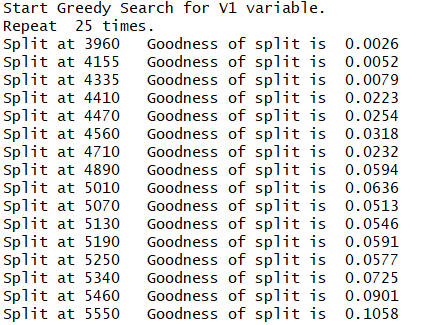 Start Greedy Search for V1 variable.
Repeat  25 times.
Split at 3960   Goodness of split is  0.0026
Split at 4155   Goodness of split is  0.0052
Split at 4335   Goodness of split is  0.0079
Split at 4410   Goodness of split is  0.0223
Split at 4470   Goodness of split is  0.0254
Split at 4560   Goodness of split is  0.0318
Split at 4710   Goodness of split is  0.0232
Split at 4890   Goodness of split is  0.0594
Split at 5010   Goodness of split is  0.0636
Split at 5070   Goodness of split is  0.0513
Split at 5130   Goodness of split is  0.0546
Split at 5190   Goodness of split is  0.0591
Split at 5250   Goodness of split is  0.0577
Split at 5340   Goodness of split is  0.0725
Split at 5460   Goodness of split is  0.0901
Split at 5550   Goodness of split is  0.1058